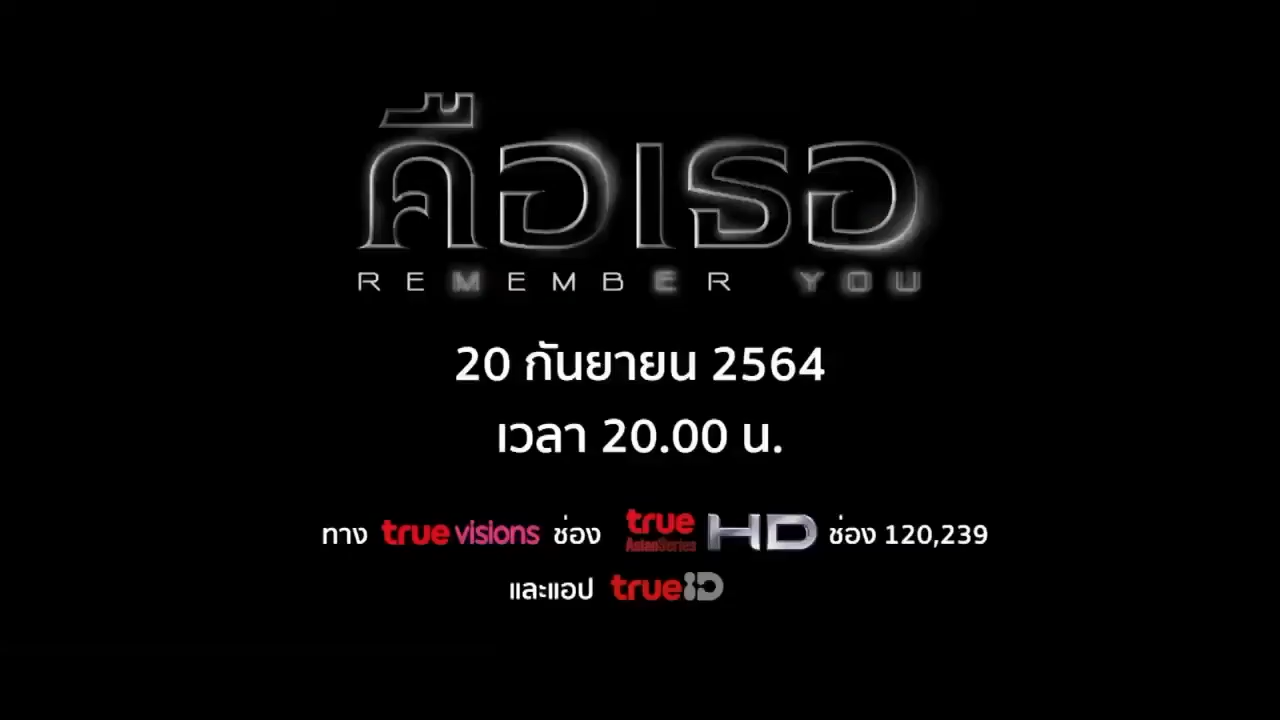 คือเธอ
REMEMBER YOU
20 กันยายน 2564
เวลา 20.00 น.
ทาง true visions ช่อง true AsianSeries HD ช่อง 120,239
และแอป trueID